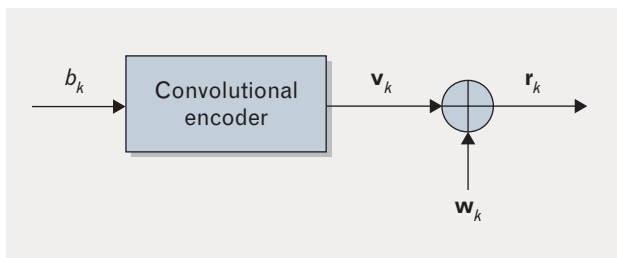 b_k
Convolutional
encoder
v_k
r_k
w_k